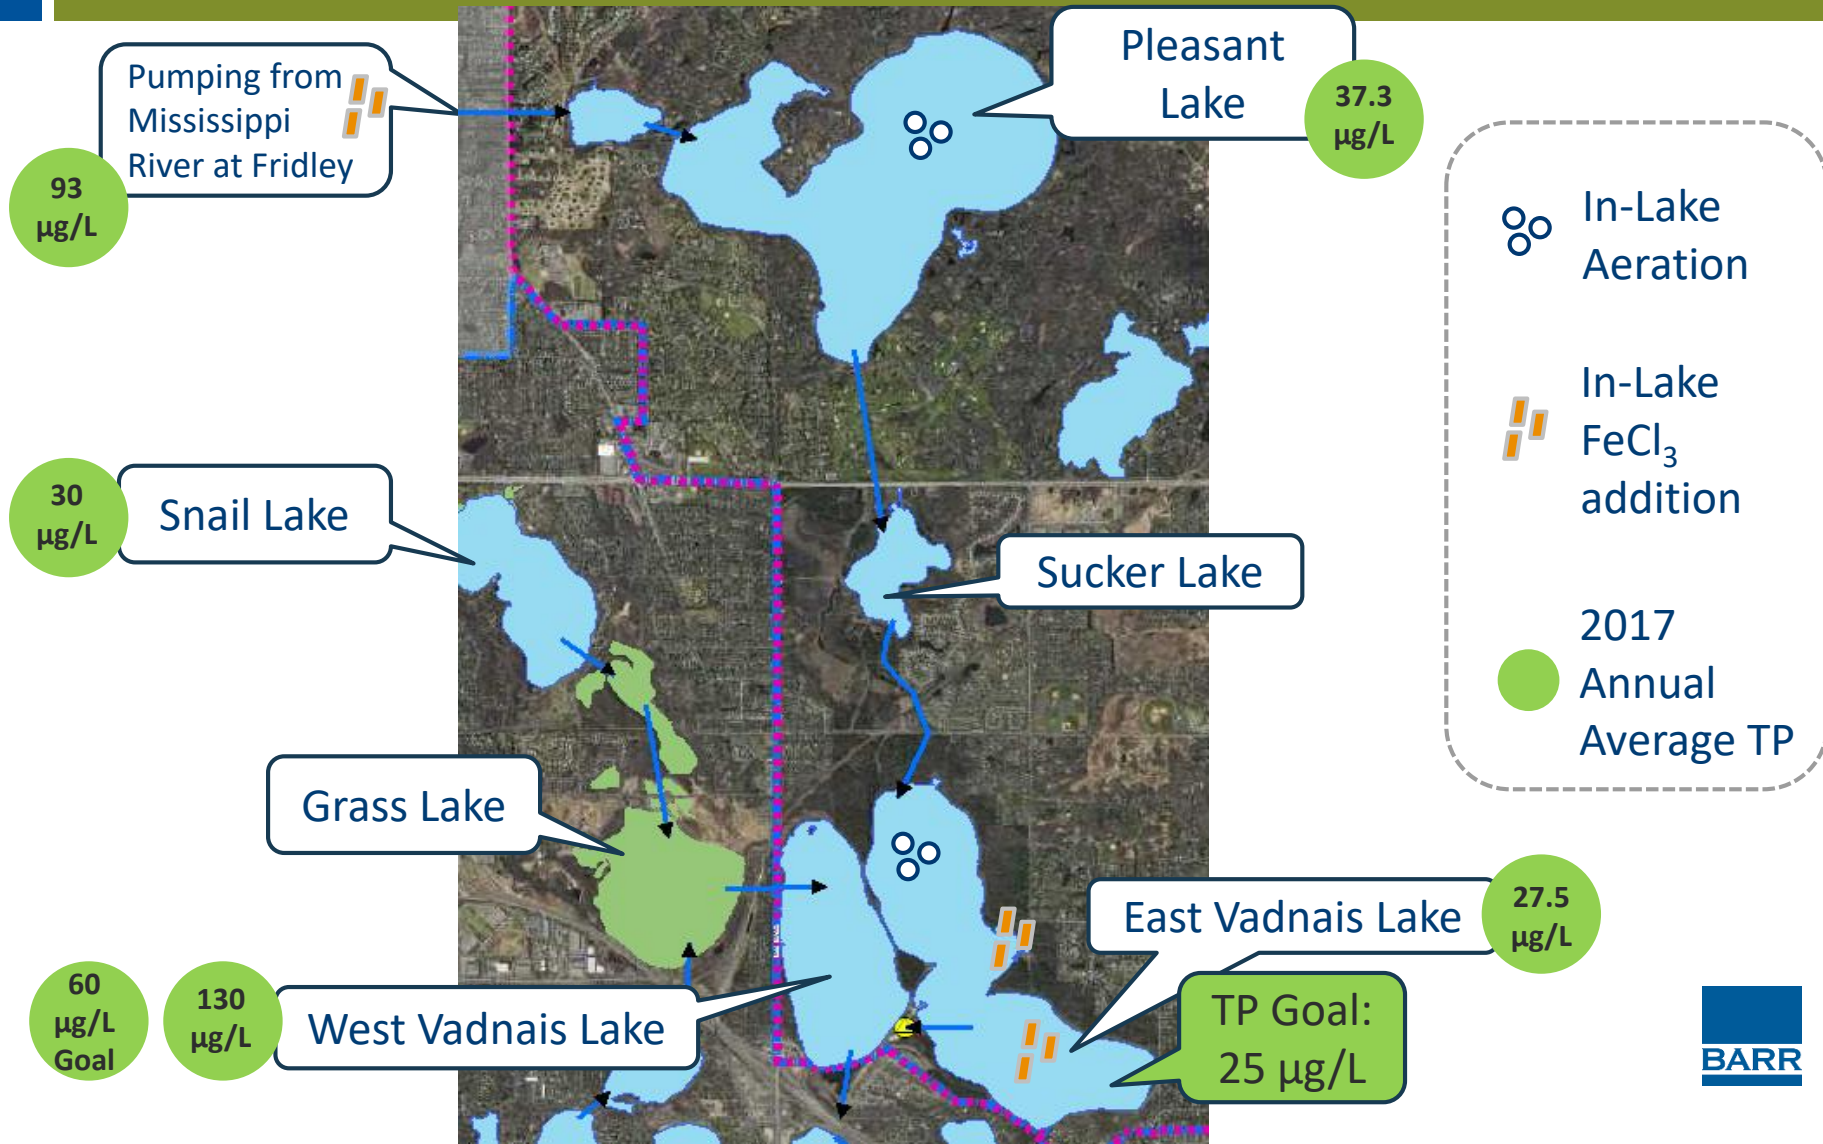 Pumping from
Mississippi
River at Fridley
93
µg/L
Pleasant
Lake
37.3
µg/L
In-Lake
Aeration
In-Lake
FeCl₃
addition
2017
Annual
Average TP
30
µg/L
Snail Lake
Sucker Lake
Grass Lake
East Vadnais Lake
27.5
µg/L
TP Goal:
25 µg/L
60
µg/L
Goal
130
µg/L
West Vadnais Lake
BARR